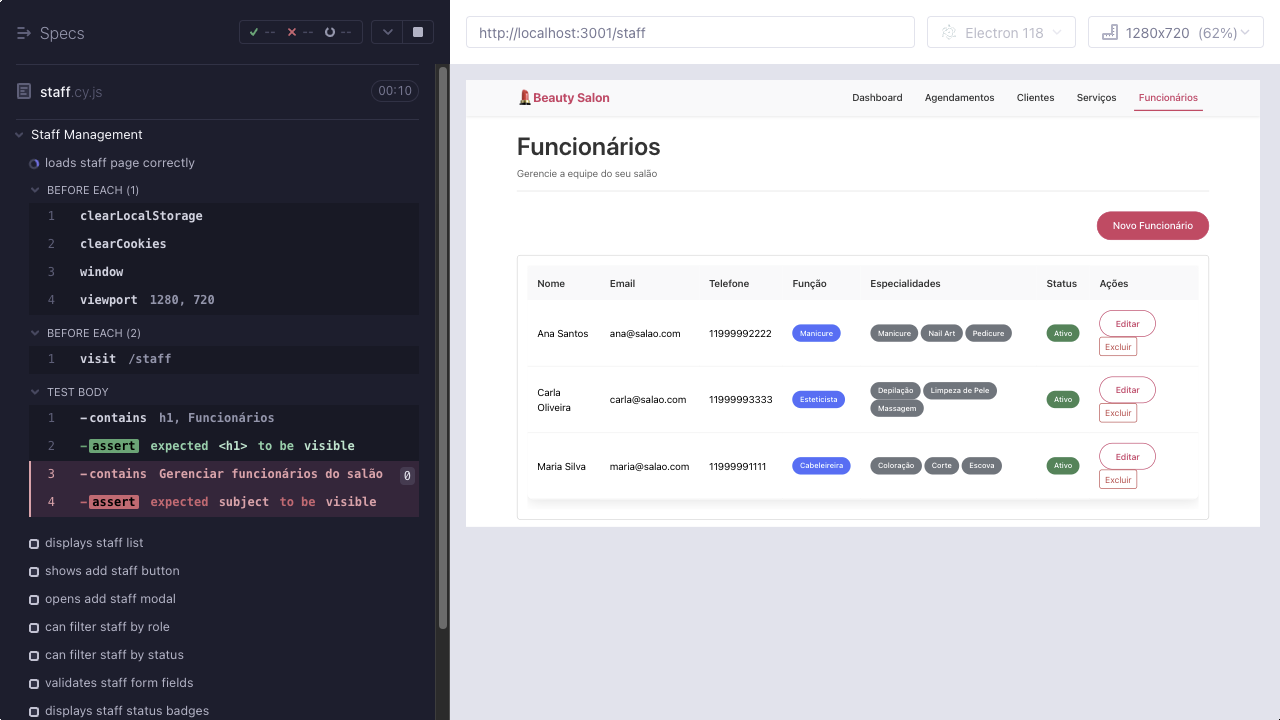 Specs
-- -- --
staff.cy.js
00:10
Staff Management
loads staff page correctly
BEFORE EACH (1)
1 clearLocalStorage
2 clearCookies
3 window
4 viewport 1280, 720
BEFORE EACH (2)
1 visit /staff
TEST BODY
1 -contains h1, Funcionários
2 -assert expected <h1> to be visible
3 -contains Gerenciar funcionários do salão 0
4 -assert expected subject to be visible
displays staff list
shows add staff button
opens add staff modal
can filter staff by role
can filter staff by status
validates staff form fields
displays staff status badges
http://localhost:3001/staff
Electron 118
1280x720 (62%)
Beauty Salon
Dashboard Agendamentos Clientes Serviços Funcionários
Funcionários
Gerencie a equipe do seu salão
Novo Funcionário
Nome Email Telefone Função Especialidades Status Ações
Ana Santos ana@salao.com 11999992222 Manicure Manicure Nail Art Pedicure Ativo Editar
Excluir
Carla Oliveira carla@salao.com 11999993333 Esteticista Depilação Limpeza de Pele Massagem Ativo Editar
Excluir
Maria Silva maria@salao.com 11999991111 Cabeleireira Coloração Corte Escova Ativo Editar
Excluir